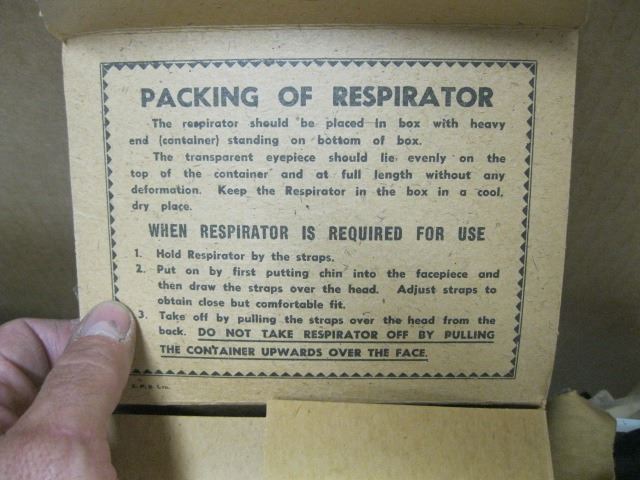 PACKING OF RESPIRATOR
The respirator should be placed in box with heavy
end (container) standing on bottom of box.
The transparent eyepiece should lie evenly on the
top of the container and at full length without any
deformation. Keep the Respirator in the box in a cool,
dry place.
WHEN RESPIRATOR IS REQUIRED FOR USE
1. Hold Respirator by the straps.
2. Put on by first putting chin into the facepiece and
then draw the straps over the head. Adjust straps to
obtain close but comfortable fit.
3. Take off by pulling the straps over the head from the
back. DO NOT TAKE RESPIRATOR OFF BY PULLING
THE CONTAINER UPWARDS OVER THE FACE.